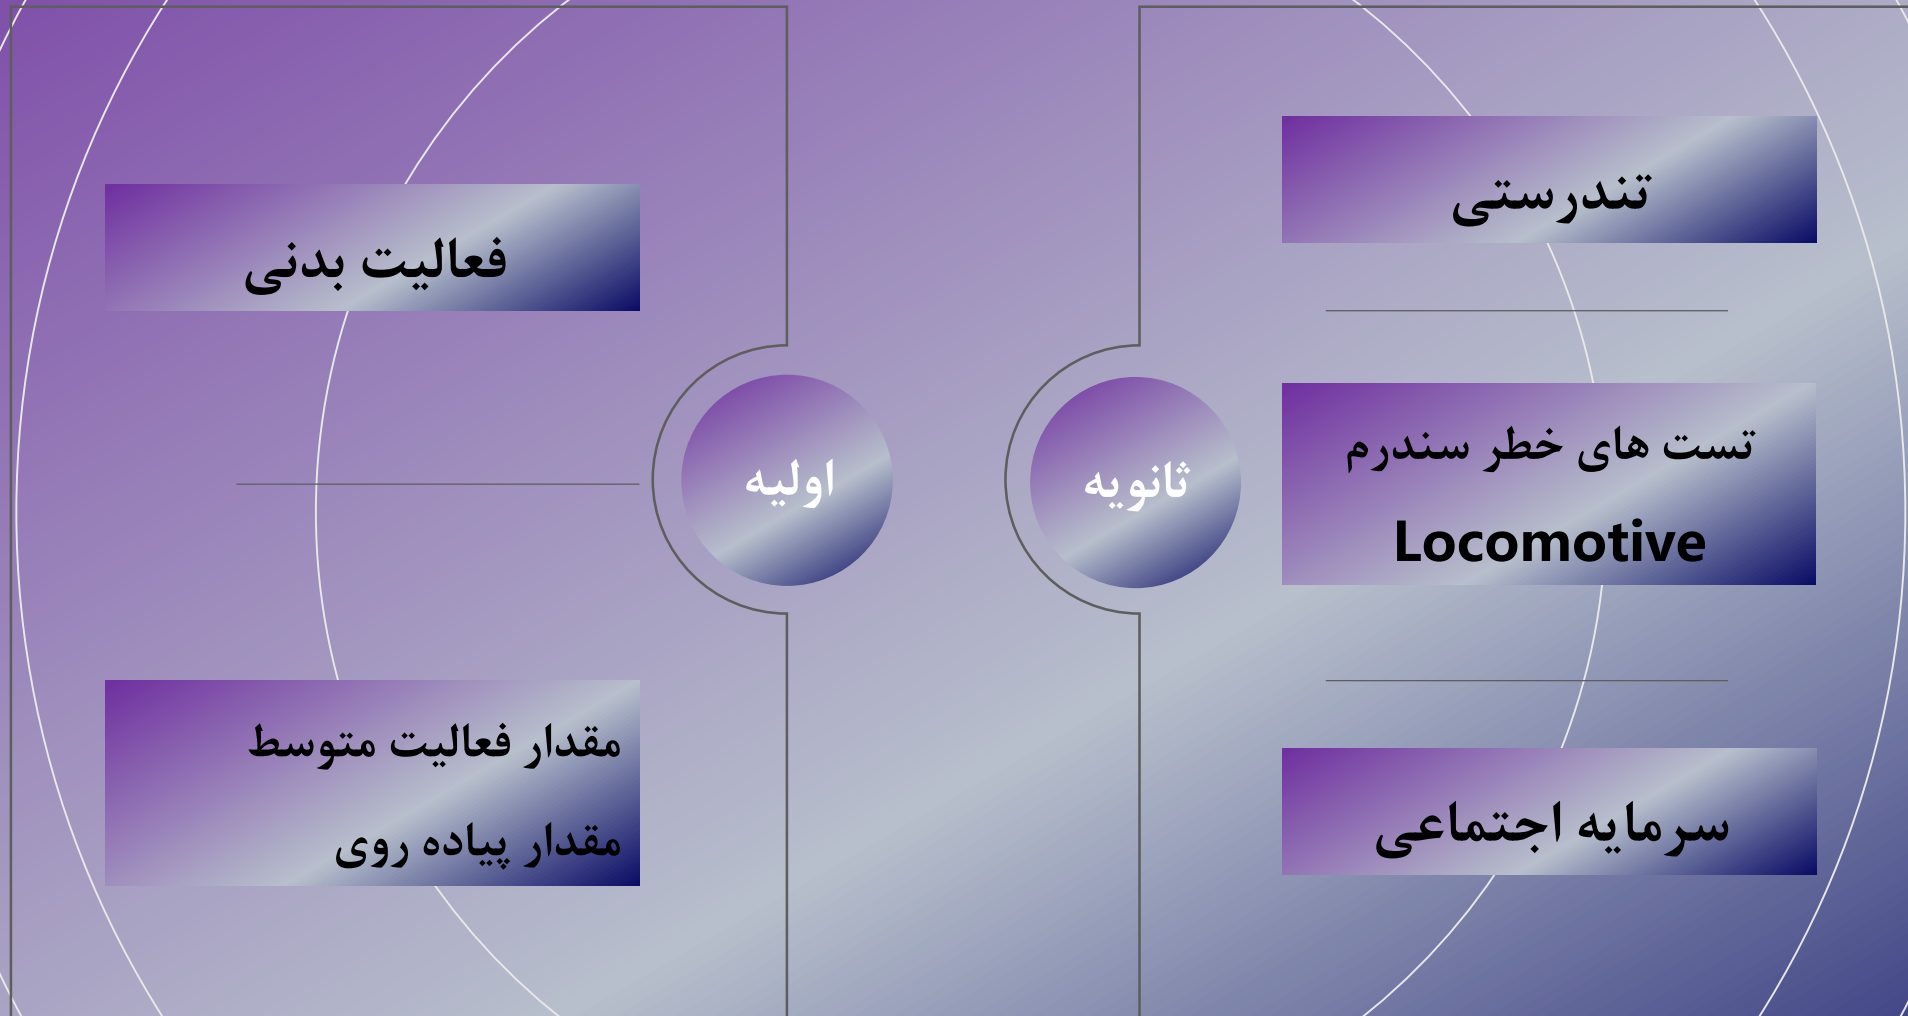 تندرستی
فعالیت بدنی
تست های خطر سندرم
Locomotive
ثانویه
اولیه
سرمایه اجتماعی
مقدار فعالیت متوسط
مقدار پیاده روی